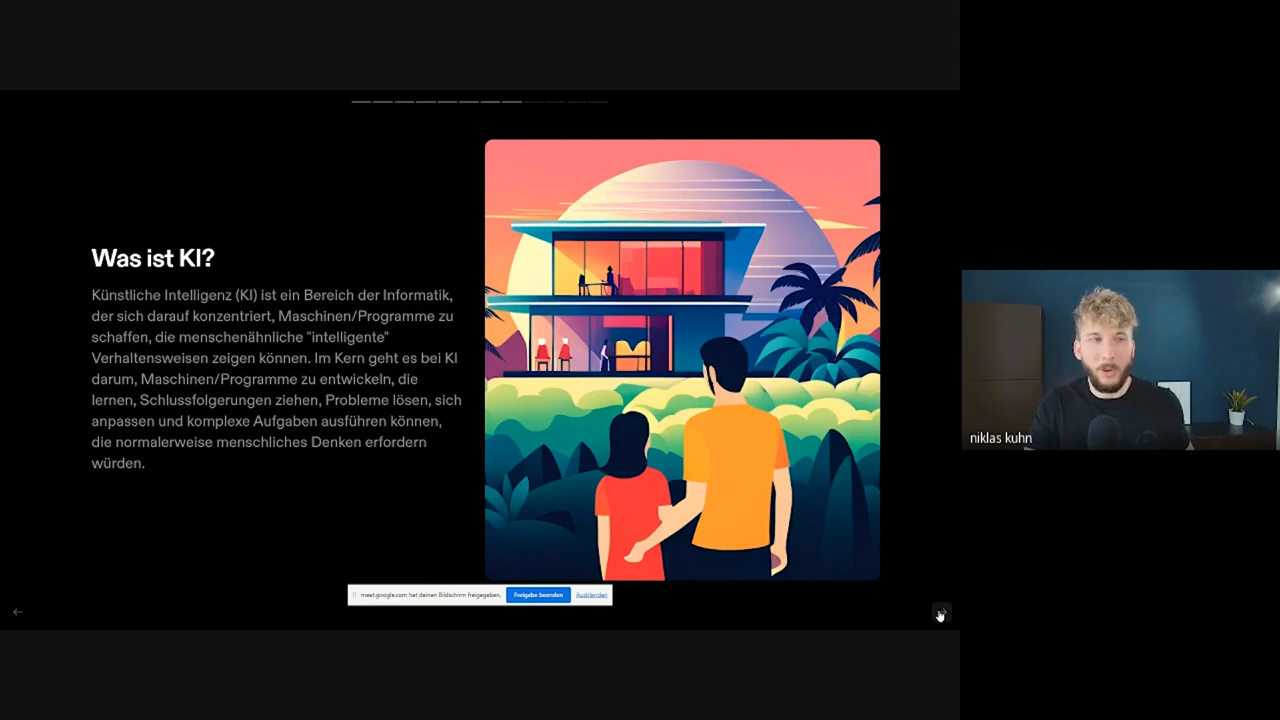 Was ist KI?
Künstliche Intelligenz (KI) ist ein Bereich der Informatik,
der sich darauf konzentriert, Maschinen/Programme zu
schaffen, die menschenähnliche "intelligente"
Verhaltensweisen zeigen können. Im Kern geht es bei KI
darum, Maschinen/Programme zu entwickeln, die
lernen, Schlussfolgerungen ziehen, Probleme lösen, sich
anpassen und komplexe Aufgaben ausführen können,
die normalerweise menschliches Denken erfordern
würden.
meet.google.com hat deinen Bildschirm freigegeben. Freigabe beenden Ausblenden
niklas kuhn